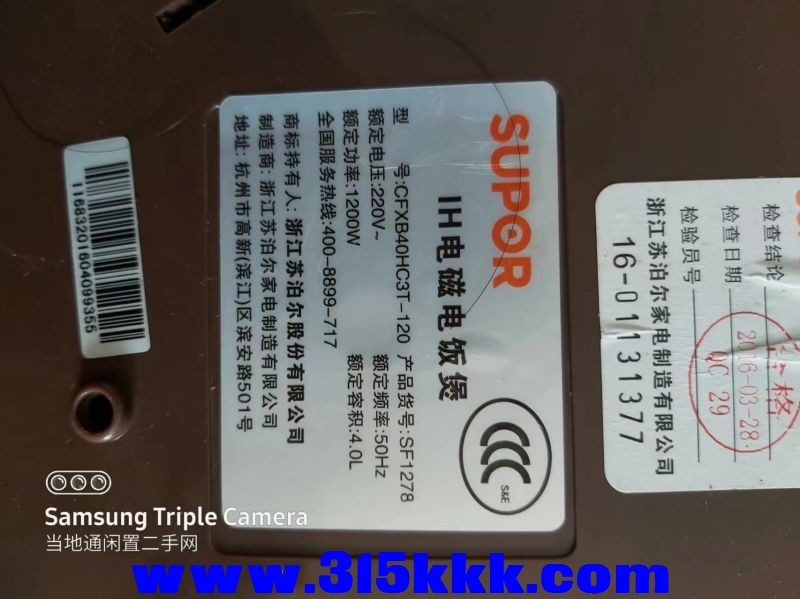 SUPOR
IH电磁电饭煲
S&E
型 号:CFXB40HC3T-120 产品货号:SF1278
额定电压:220V~ 额定频率:50Hz
额定功率:1200W 额定容积:4.0L
全国服务热线:400-8899-717
商标持有人: 浙江苏泊尔股份有限公司
制造商: 浙江苏泊尔家电制造有限公司
地址: 杭州市高新(滨江)区滨安路501号
1168320160409935 5
检查结论 合格
检查日期 2016-03-28
检验员号 QC 29
浙江苏泊尔家电制造有限公司
16-01131377
Samsung Triple Camera
当地通闲置二手网
www.315kkk.com